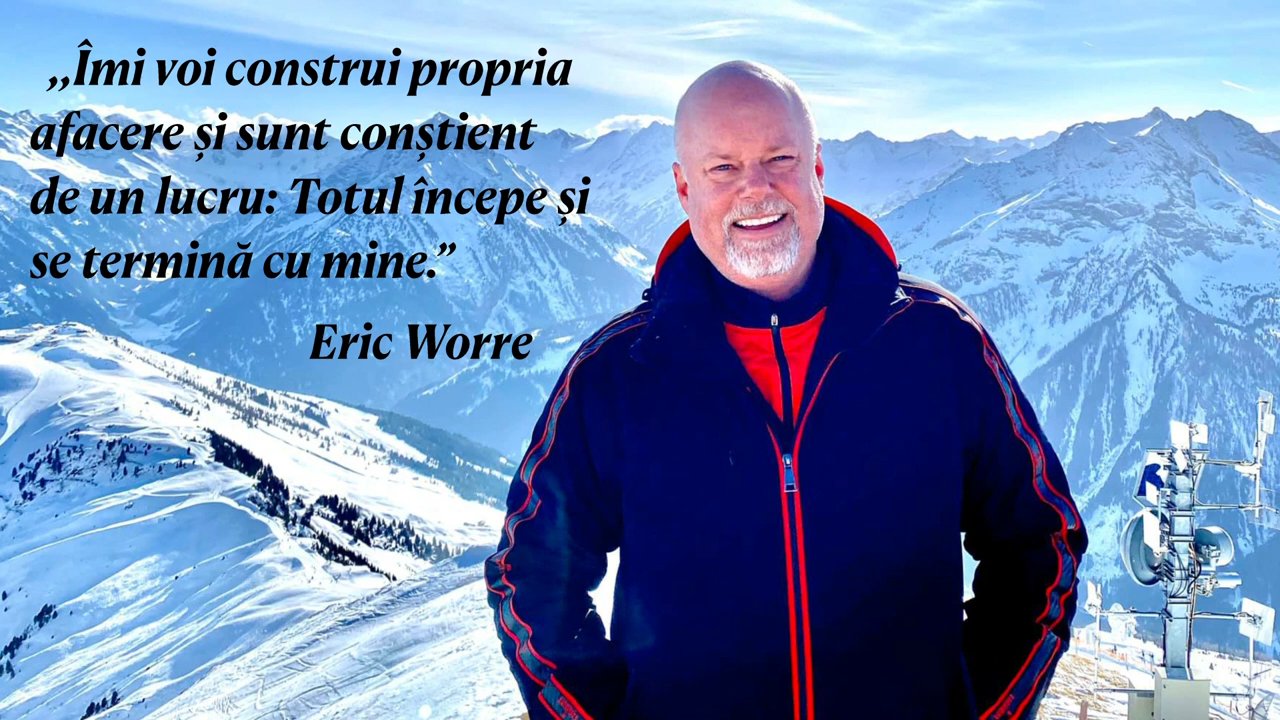 ,,Îmi voi construi propria
afacere și sunt conștient
de un lucru: Totul începe și
se termină cu mine.”
Eric Worre